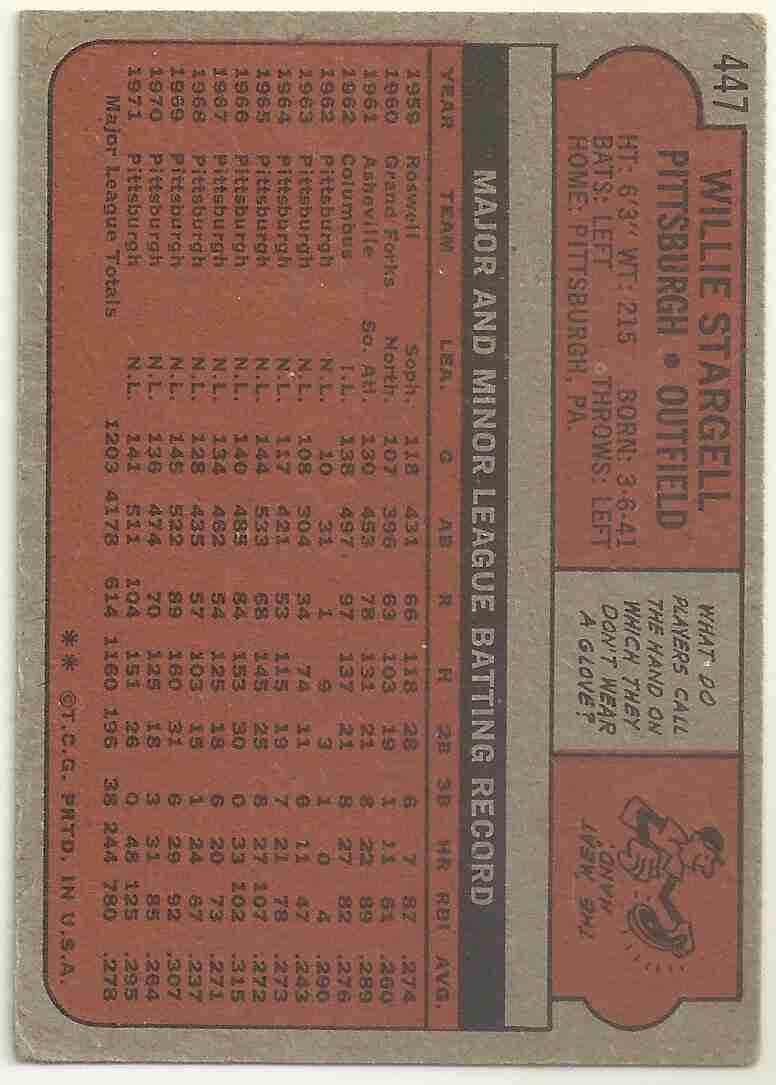 447
WILLIE STARGELL
PITTSBURGH • OUTFIELD
HT: 6'3" WT: 215 BORN: 3-6-41
BATS: LEFT THROWS: LEFT
HOME: PITTSBURGH, PA.
WHAT DO
PLAYERS CALL
THE HAND ON
WHICH THEY
DON'T WEAR
A GLOVE?
THE MEAT
HAND.
MAJOR AND MINOR LEAGUE BATTING RECORD
YEAR TEAM LEA. G AB R H 2B 3B HR RBI AVG.
1959 Roswell Soph. 118 431 66 118 28 6 7 87 .274
1960 Grand Forks North. 107 396 63 103 19 1 11 61 .260
1961 Asheville So. Atl. 130 453 78 131 21 8 22 89 .289
1962 Columbus I.L. 138 497 97 137 21 8 27 82 .276
1962 Pittsburgh N.L. 10 31 1 9 3 1 0 4 .290
1963 Pittsburgh N.L. 108 304 34 74 11 6 11 47 .243
1964 Pittsburgh N.L. 117 421 53 115 19 7 21 78 .273
1965 Pittsburgh N.L. 144 533 68 145 25 8 27 107 .272
1966 Pittsburgh N.L. 140 485 84 153 30 0 33 102 .315
1967 Pittsburgh N.L. 134 462 54 125 18 6 20 73 .271
1968 Pittsburgh N.L. 128 435 57 103 15 1 24 67 .237
1969 Pittsburgh N.L. 145 522 89 160 31 6 29 92 .307
1970 Pittsburgh N.L. 136 474 70 125 18 3 31 85 .264
1971 Pittsburgh N.L. 141 511 104 151 26 0 48 125 .295
Major League Totals 1203 4178 614 1160 196 38 244 780 .278
** ©T.C.G. PRTD. IN U.S.A.